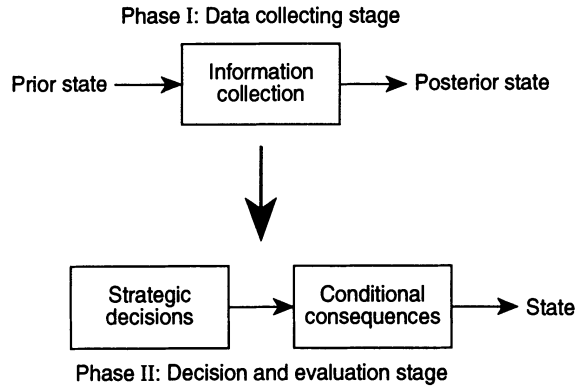 Phase I: Data collecting stage
Prior state
Information
collection
Posterior state
Strategic
decisions
Conditional
consequences
State
Phase II: Decision and evaluation stage